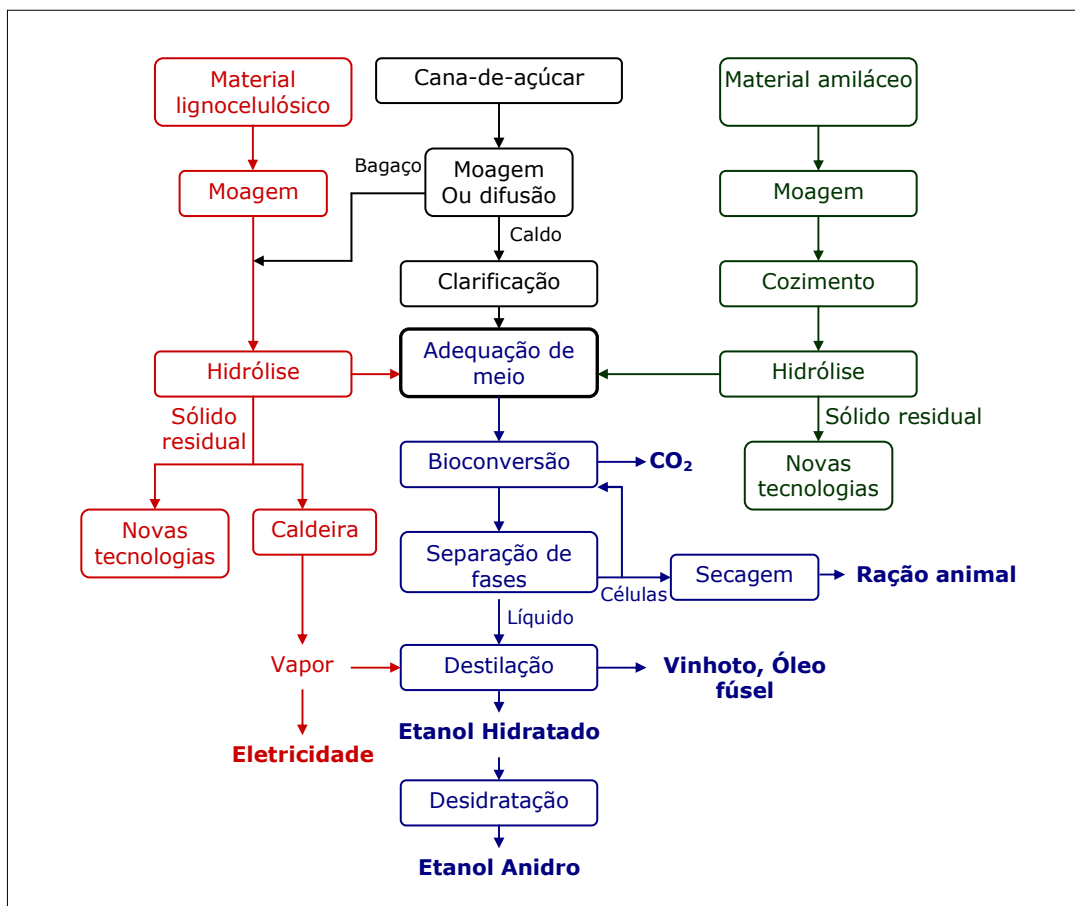 Material
lignocelulósico
Cana-de-açúcar
Material amiláceo
Bagaço
Moagem
Ou difusão
Moagem
Moagem
Caldo
Clarificação
Cozimento
Adequação de
meio
Hidrólise
Hidrólise
Sólido
residual
Sólido residual
Bioconversão
CO₂
Novas
tecnologias
Novas
tecnologias
Caldeira
Separação de
fases
Células
Secagem
Ração animal
Líquido
Vapor
Destilação
Vinhoto, Óleo
fúsel
Etanol Hidratado
Eletricidade
Desidratação
Etanol Anidro